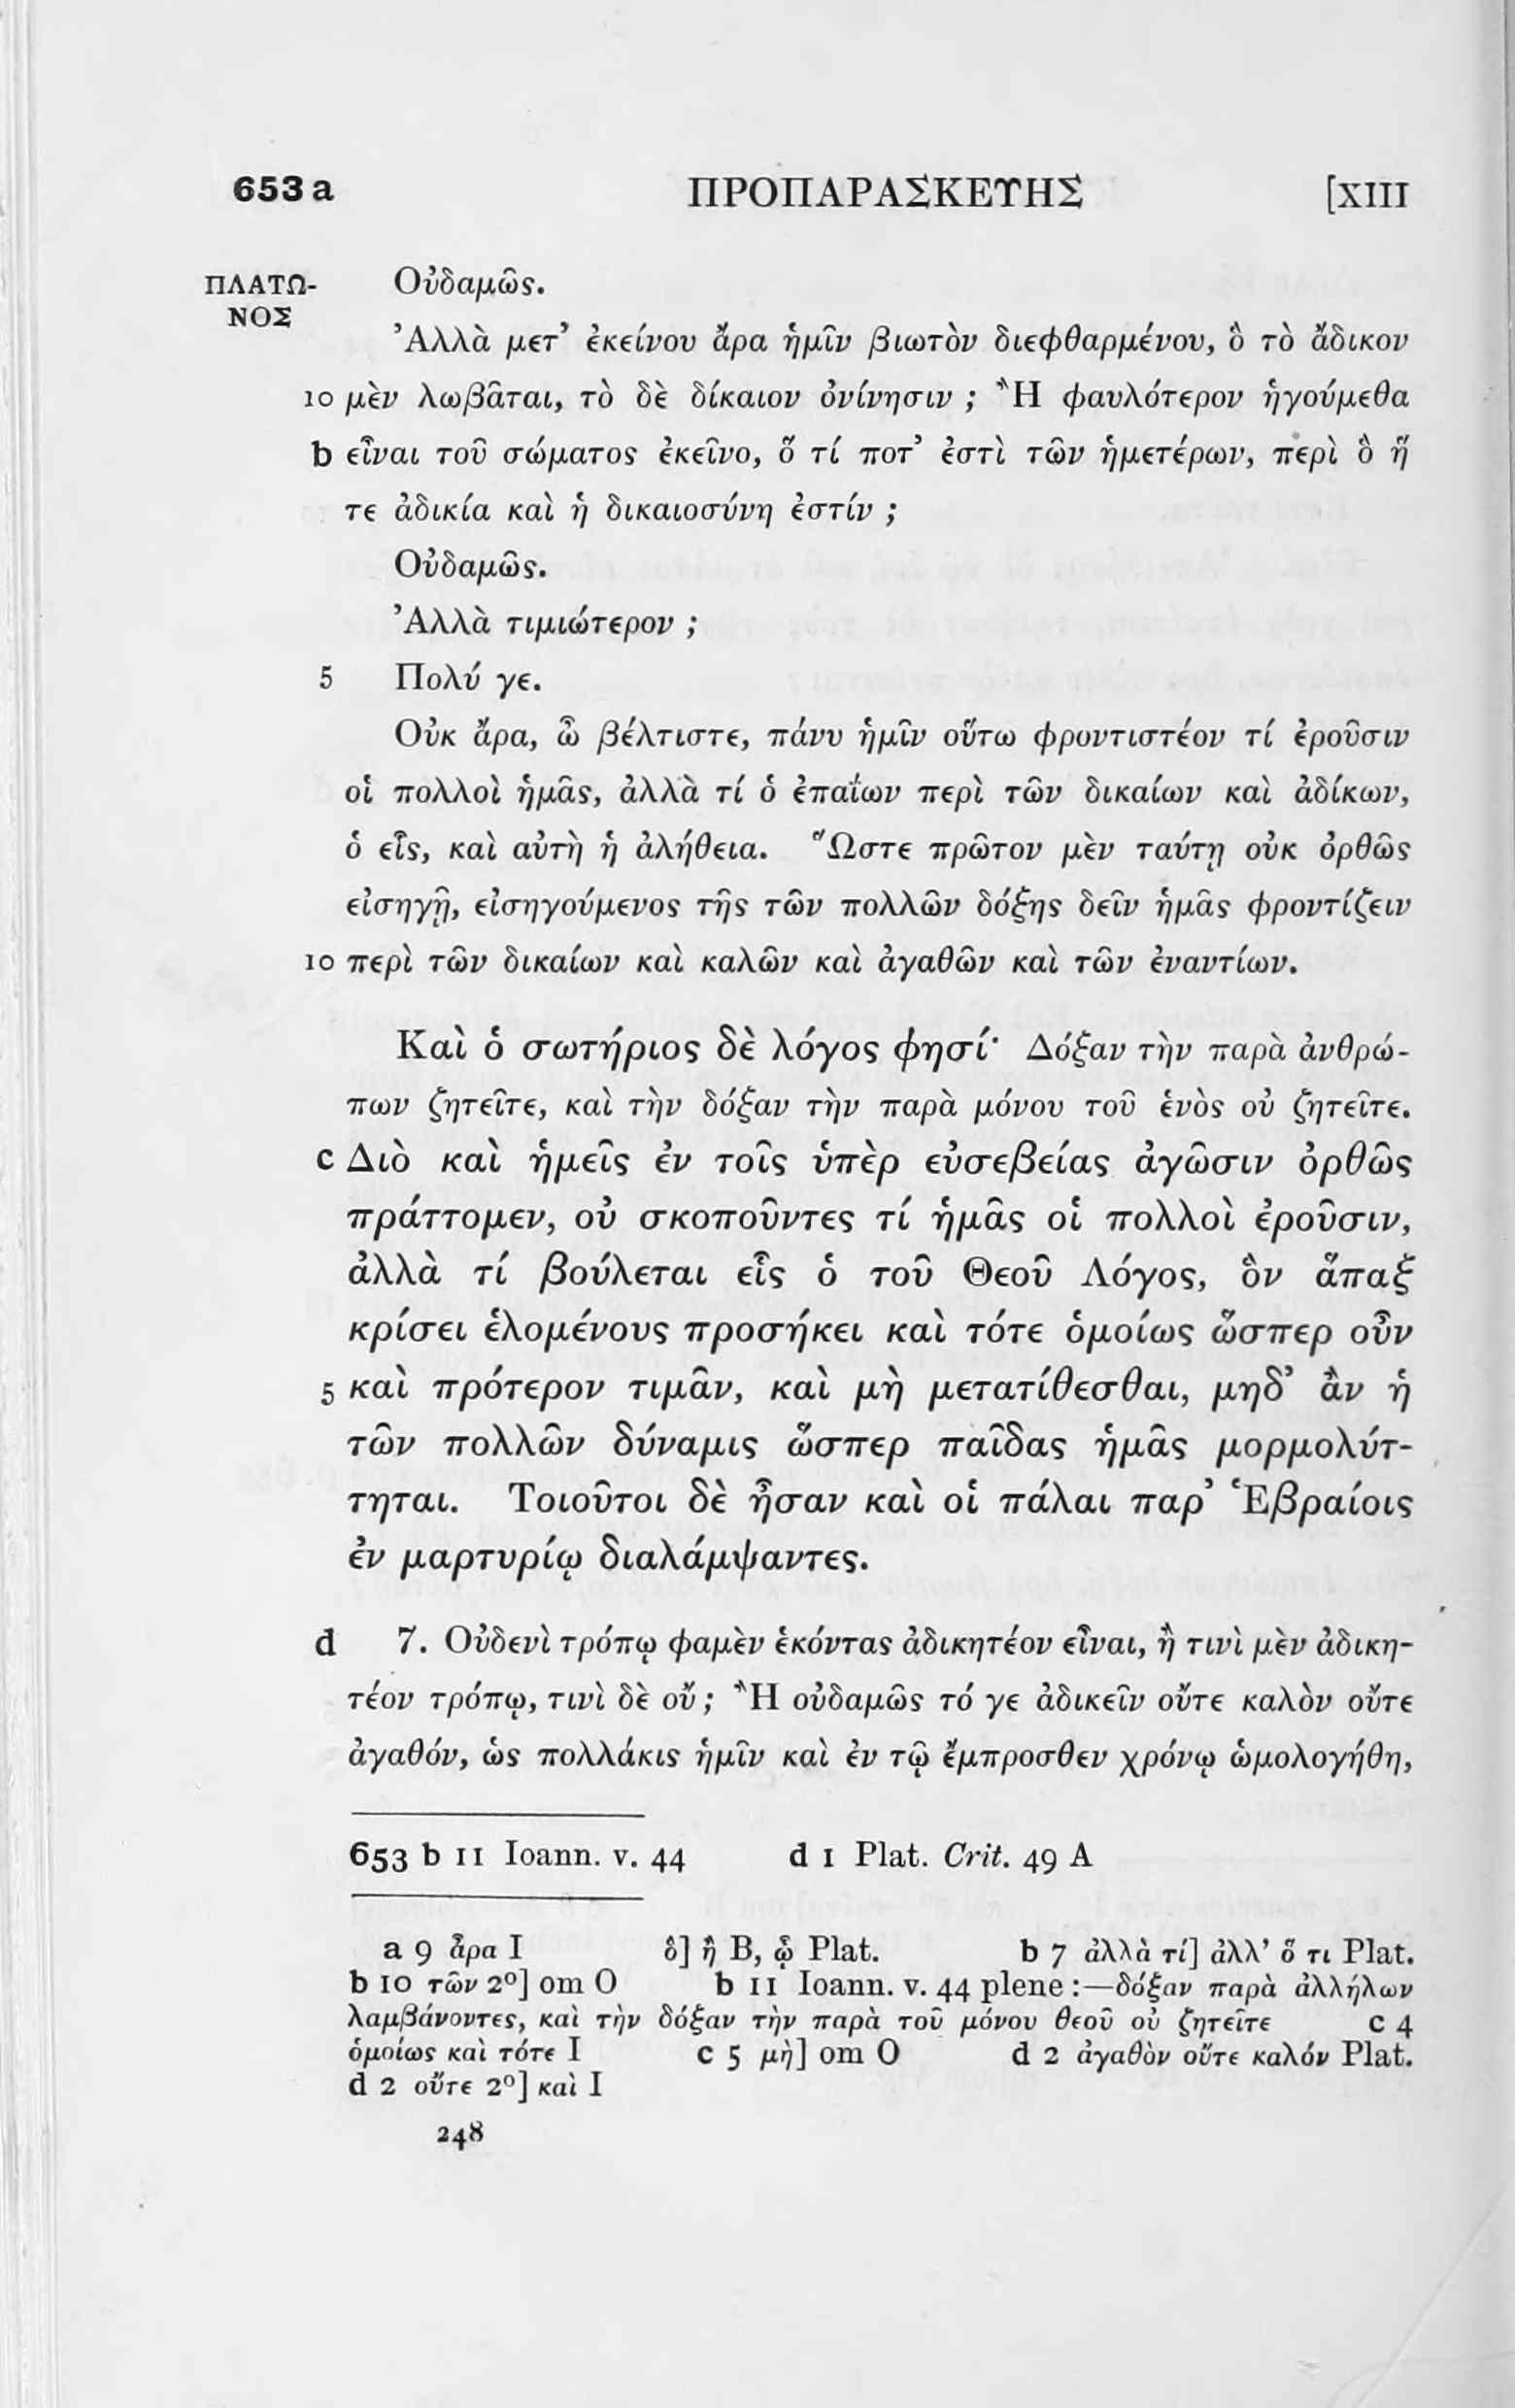 653 a ΠΡΟΠΑΡΑΣΚΕΥΗΣ [XIII
ΠΛΑΤΩ- Οὐδαμῶς.
ΝΟΣ
Ἀλλὰ μετ' ἐκείνου ἄρα ἡμῖν βιωτὸν διεφθαρμένου, ὃ τὸ ἄδικον
10 μὲν λωβᾶται, τὸ δὲ δίκαιον ὀνίνησιν ; Ἢ φαυλότερον ἡγούμεθα
b εἶναι τοῦ σώματος ἐκεῖνο, ὅ τί ποτ' ἐστὶ τῶν ἡμετέρων, περὶ ὃ ἥ
τε ἀδικία καὶ ἡ δικαιοσύνη ἐστίν ;
Οὐδαμῶς.
Ἀλλὰ τιμιώτερον ;
5 Πολύ γε.
Οὐκ ἄρα, ὦ βέλτιστε, πάνυ ἡμῖν οὕτω φροντιστέον τί ἐροῦσιν
οἱ πολλοὶ ἡμᾶς, ἀλλὰ τί ὁ ἐπαΐων περὶ τῶν δικαίων καὶ ἀδίκων,
ὁ εἷς, καὶ αὐτὴ ἡ ἀλήθεια. Ὥστε πρῶτον μὲν ταύτῃ οὐκ ὀρθῶς
εἰσηγῇ, εἰσηγούμενος τῆς τῶν πολλῶν δόξης δεῖν ἡμᾶς φροντίζειν
10 περὶ τῶν δικαίων καὶ καλῶν καὶ ἀγαθῶν καὶ τῶν ἐναντίων.
Καὶ ὁ σωτήριος δὲ λόγος φησί· Δόξαν τὴν παρὰ ἀνθρώ-
πων ζητεῖτε, καὶ τὴν δόξαν τὴν παρὰ μόνου τοῦ ἑνὸς οὐ ζητεῖτε.
c Διὸ καὶ ἡμεῖς ἐν τοῖς ὑπὲρ εὐσεβείας ἀγῶσιν ὀρθῶς
πράττομεν, οὐ σκοποῦντες τί ἡμᾶς οἱ πολλοὶ ἐροῦσιν,
ἀλλὰ τί βούλεται εἷς ὁ τοῦ Θεοῦ Λόγος, ὃν ἅπαξ
κρίσει ἑλομένους προσήκει καὶ τότε ὁμοίως ὥσπερ οὖν
5 καὶ πρότερον τιμᾶν, καὶ μὴ μετατίθεσθαι, μηδ' ἂν ἡ
τῶν πολλῶν δύναμις ὥσπερ παῖδας ἡμᾶς μορμολύτ-
τηται. Τοιοῦτοι δὲ ἦσαν καὶ οἱ πάλαι παρ' Ἑβραίοις
ἐν μαρτυρίῳ διαλάμψαντες.
d 7. Οὐδενὶ τρόπῳ φαμὲν ἑκόντας ἀδικητέον εἶναι, ἢ τινὶ μὲν ἀδικη-
τέον τρόπῳ, τινὶ δὲ οὔ ; Ἢ οὐδαμῶς τό γε ἀδικεῖν οὔτε καλὸν οὔτε
ἀγαθόν, ὡς πολλάκις ἡμῖν καὶ ἐν τῷ ἔμπροσθεν χρόνῳ ὡμολογήθη,
653 b 11 Ioann. v. 44 d 1 Plat. Crit. 49 A
a 9 ἆρα I ὃ] ἢ B, ᾧ Plat. b 7 ἀλλὰ τί] ἀλλ' ὅ τι Plat.
b 10 τῶν 2º] om O b 11 Ioann. v. 44 plene :—δόξαν παρὰ ἀλλήλων
λαμβάνοντες, καὶ τὴν δόξαν τὴν παρὰ τοῦ μόνου θεοῦ οὐ ζητεῖτε c 4
ὁμοίως καὶ τότε I c 5 μὴ] om O d 2 ἀγαθὸν οὔτε καλόν Plat.
d 2 οὔτε 2º] καὶ I
248